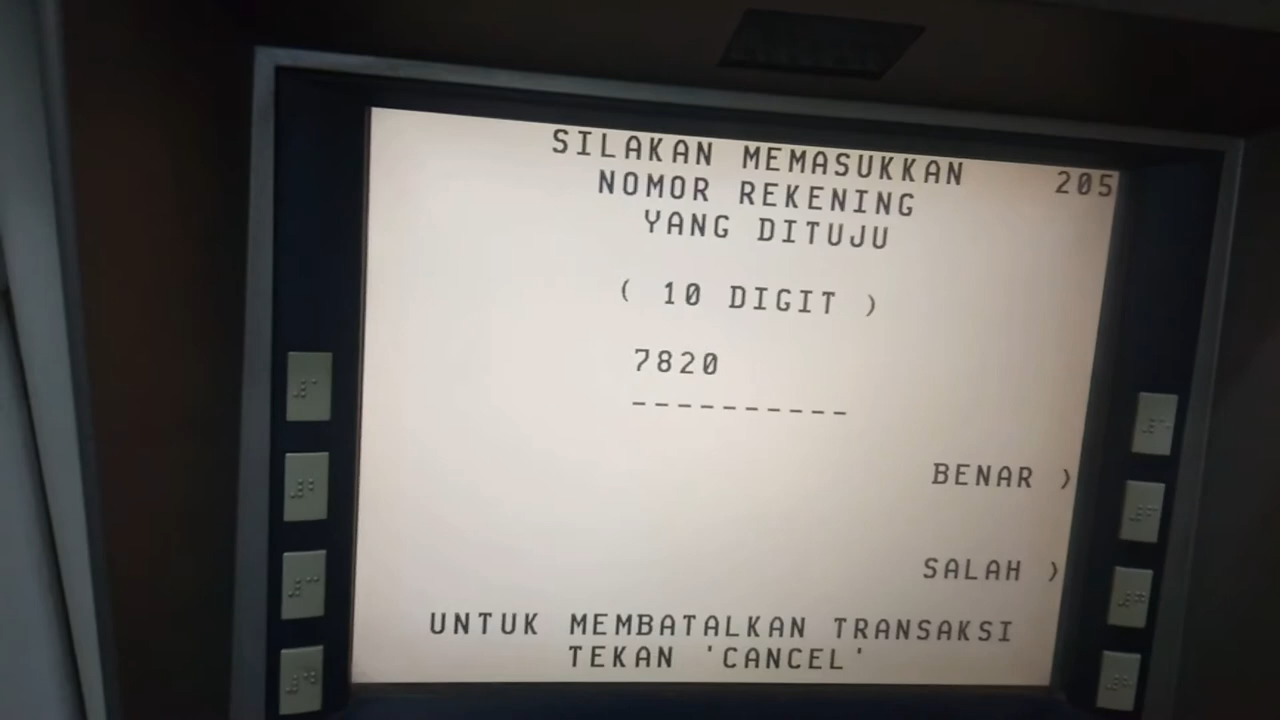 SILAKAN MEMASUKKAN
205
NOMOR REKENING
YANG DITUJU
( 10 DIGIT )
7820
----------
BENAR )
SALAH )
UNTUK MEMBATALKAN TRANSAKSI
TEKAN 'CANCEL'